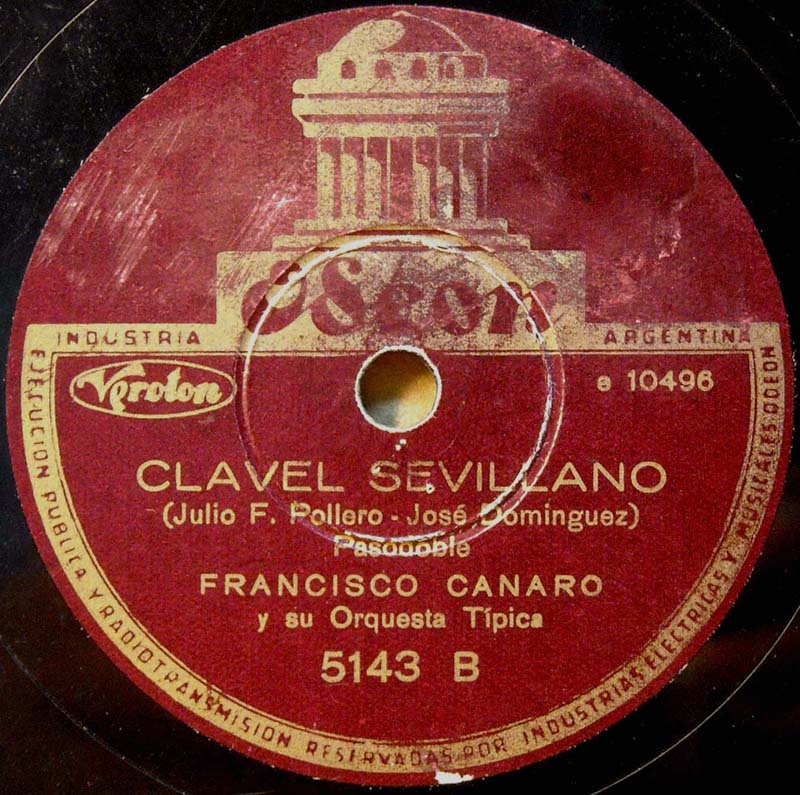 Odeon
INDUSTRIA ARGENTINA
Veroton
e 10496
CLAVEL SEVILLANO
(Julio F. Pollero - José Dominguez)
Pasodoble
FRANCISCO CANARO
y su Orquesta Típica
5143 B
EJECUCION PUBLICA Y RADIOTRANSMISION RESERVADAS POR INDUSTRIAS ELECTRICAS Y MUSICALES ODEON